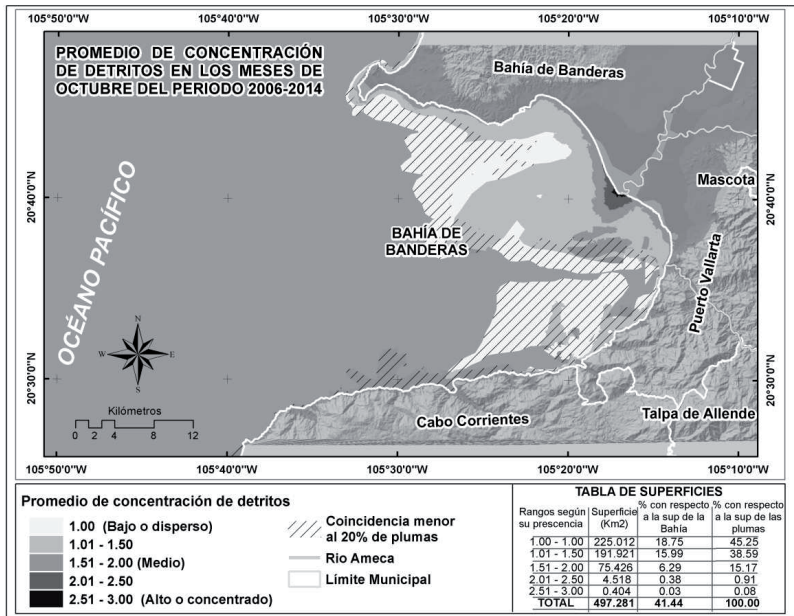 105°50'0"O 105°40'0"O 105°30'0"O 105°20'0"O 105°10'0"O
PROMEDIO DE CONCENTRACIÓN
DE DETRITOS EN LOS MESES DE
OCTUBRE DEL PERIODO 2006-2014
Bahía de Banderas
20°40'0"N
Mascota
20°40'0"N
BAHÍA DE
BANDERAS
OCÉANO PACÍFICO
Puerto Vallarta
N
W E
S
20°30'0"N
20°30'0"N
Kilómetros
0 2 4 8 12
Cabo Corrientes
Talpa de Allende
105°50'0"O 105°40'0"O 105°30'0"O 105°20'0"O 105°10'0"O
Promedio de concentración de detritos
1.00 (Bajo o disperso)
1.01 - 1.50
1.51 - 2.00 (Medio)
2.01 - 2.50
2.51 - 3.00 (Alto o concentrado)
Coincidencia menor
al 20% de plumas
Rio Ameca
Límite Municipal
TABLA DE SUPERFICIES
Rangos según su prescencia Superficie (Km2) % con respecto a la sup de la Bahía % con respecto a la sup de las plumas
1.00 - 1.00 225.012 18.75 45.25
1.01 - 1.50 191.921 15.99 38.59
1.51 - 2.00 75.426 6.29 15.17
2.01 - 2.50 4.518 0.38 0.91
2.51 - 3.00 0.404 0.03 0.08
TOTAL 497.281 41.44 100.00